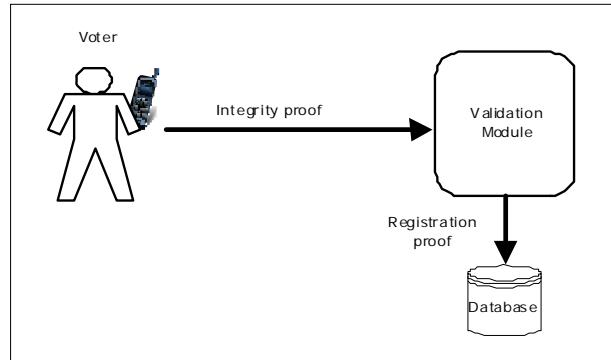 Voter
Integrity proof
Validation
Module
Registration
proof
Database